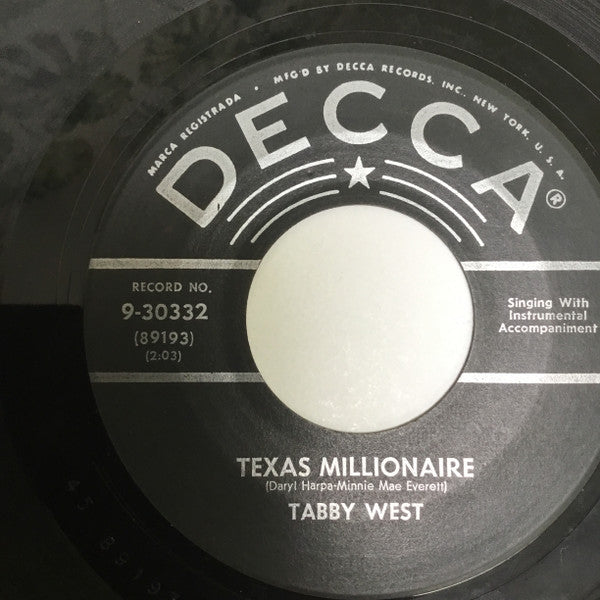 MARCA REGISTRADA • MFG'D BY DECCA RECORDS, INC., NEW YORK, U. S. A.
DECCA®
RECORD NO.
9-30332
(89193)
(2:03)
Singing With
Instrumental
Accompaniment
TEXAS MILLIONAIRE
(Daryl Harpa-Minnie Mae Everett)
TABBY WEST